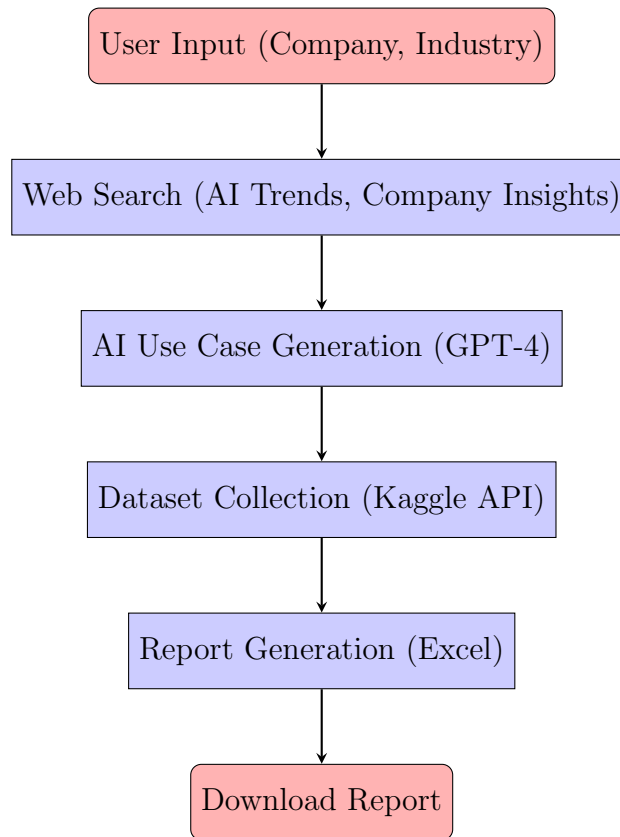 User Input (Company, Industry)
Web Search (AI Trends, Company Insights)
AI Use Case Generation (GPT-4)
Dataset Collection (Kaggle API)
Report Generation (Excel)
Download Report